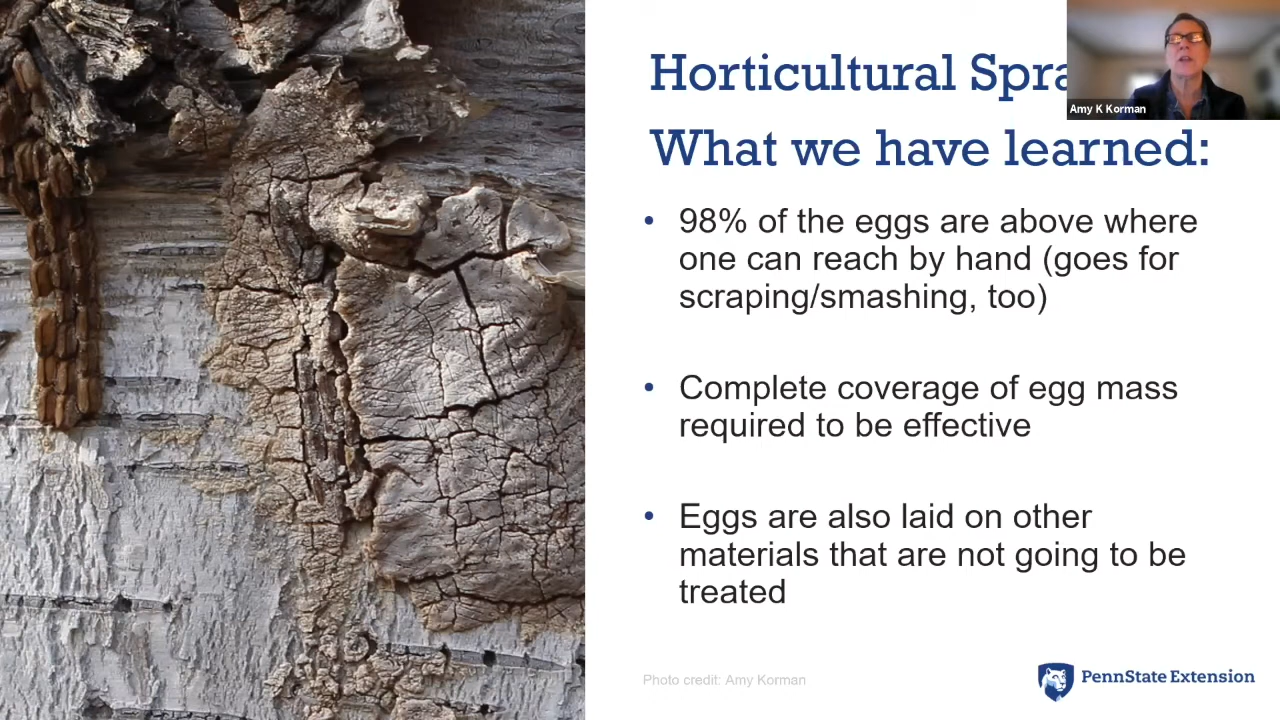 Horticultural Spra
Amy K Korman
What we have learned:
• 98% of the eggs are above where
one can reach by hand (goes for
scraping/smashing, too)
• Complete coverage of egg mass
required to be effective
• Eggs are also laid on other
materials that are not going to be
treated
Photo credit: Amy Korman
PennState Extension